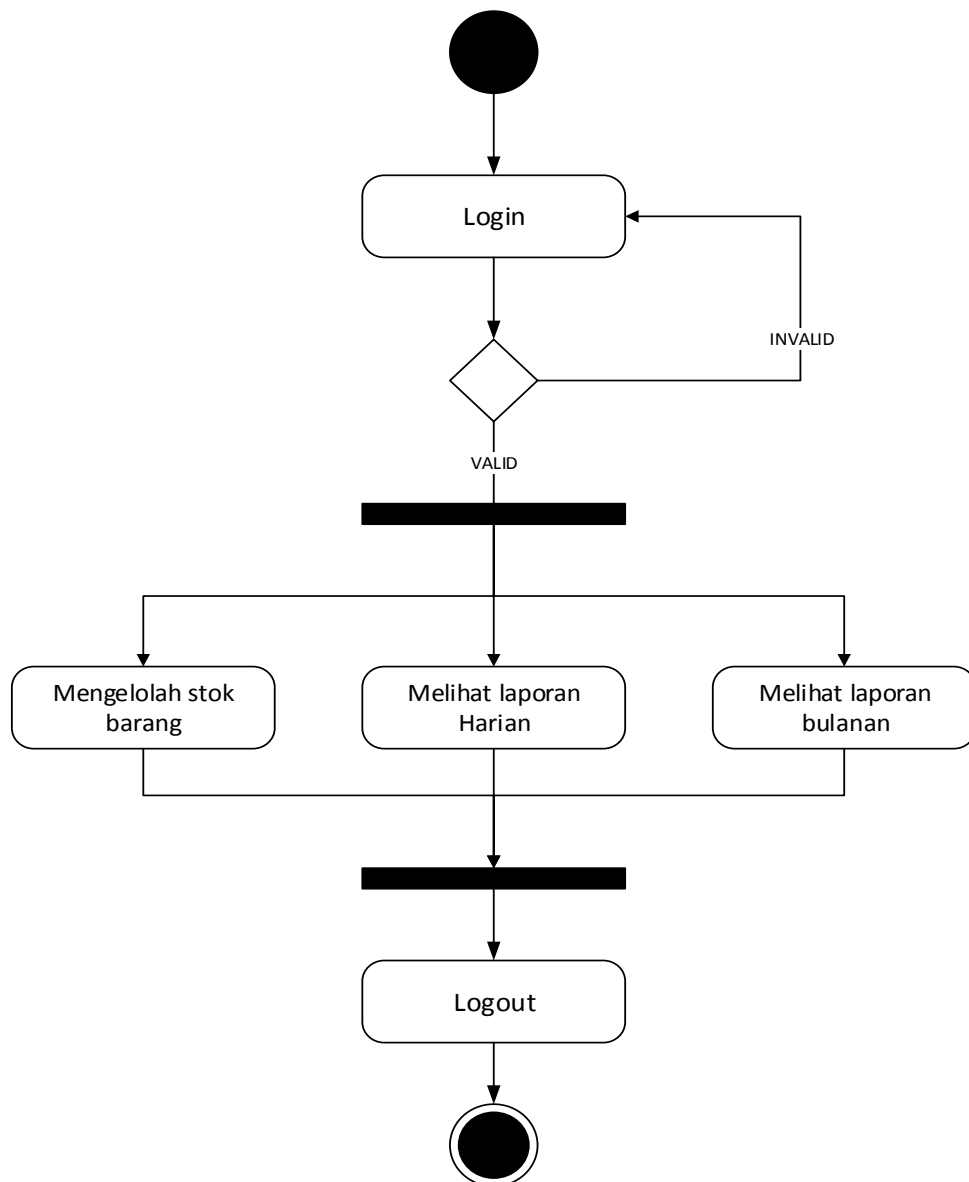 Login
INVALID
VALID
Mengelolah stok
barang
Melihat laporan
Harian
Melihat laporan
bulanan
Logout